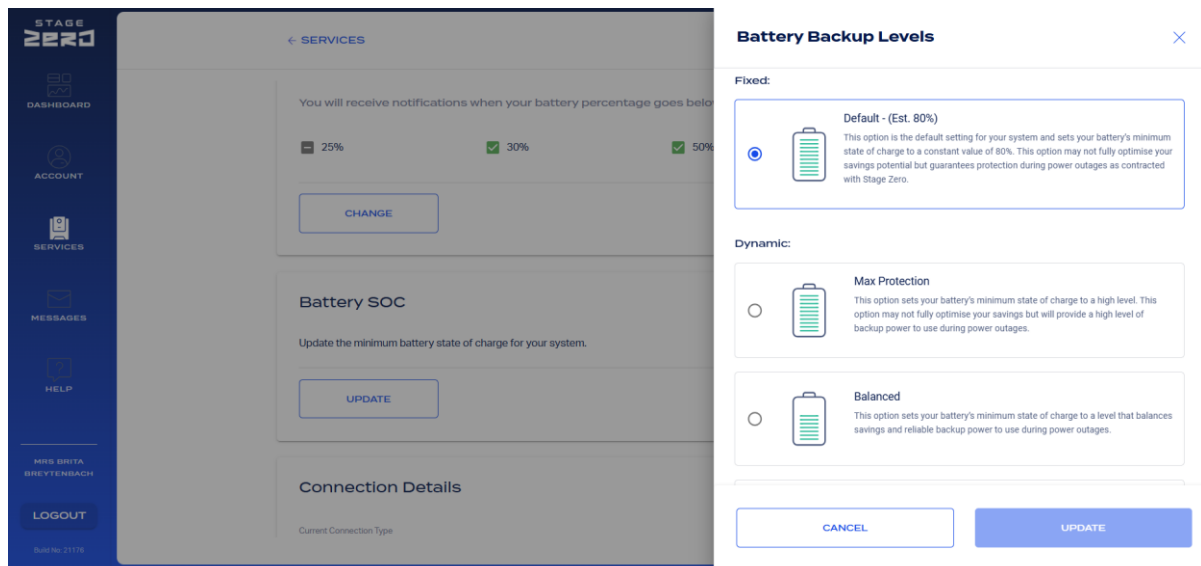 STAGE
ZERO
DASHBOARD
ACCOUNT
SERVICES
MESSAGES
HELP
MRS BRITA
BREYTENBACH
LOGOUT
Build No: 21176
← SERVICES
You will receive notifications when your battery percentage goes belo
25%
30%
50%
CHANGE
Battery SOC
Update the minimum battery state of charge for your system.
UPDATE
Connection Details
Current Connection Type
Battery Backup Levels
Fixed:
Default - (Est. 80%)
This option is the default setting for your system and sets your battery's minimum
state of charge to a constant value of 80%. This option may not fully optimise your
savings potential but guarantees protection during power outages as contracted
with Stage Zero.
Dynamic:
Max Protection
This option sets your battery's minimum state of charge to a high level. This
option may not fully optimise your savings but will provide a high level of
backup power to use during power outages.
Balanced
This option sets your battery's minimum state of charge to a level that balances
savings and reliable backup power to use during power outages.
CANCEL
UPDATE